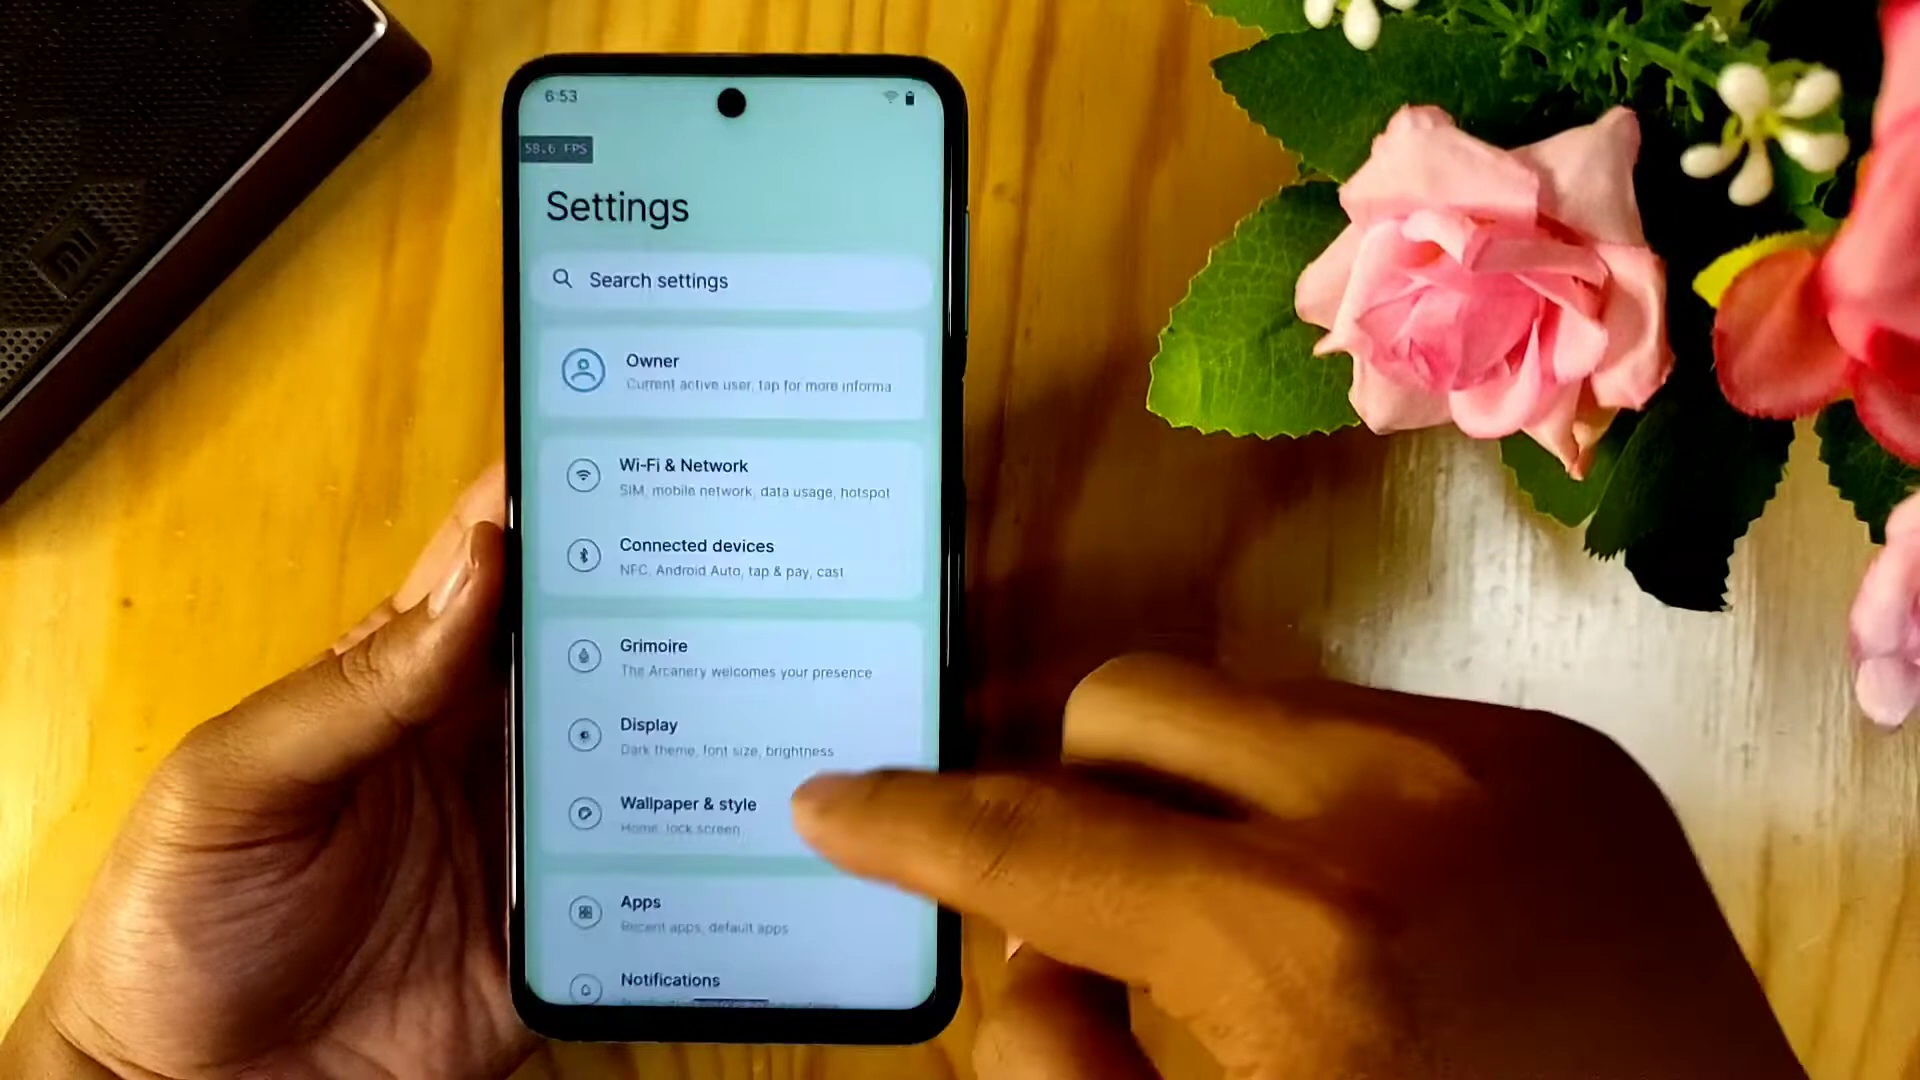 6:53
58.6 FPS
Settings
Search settings
Owner
Current active user, tap for more informa
Wi-Fi & Network
SIM, mobile network, data usage, hotspot
Connected devices
NFC, Android Auto, tap & pay, cast
Grimoire
The Arcanery welcomes your presence
Display
Dark theme, font size, brightness
Wallpaper & style
Home, lock screen
Apps
Recent apps, default apps
Notifications
mi